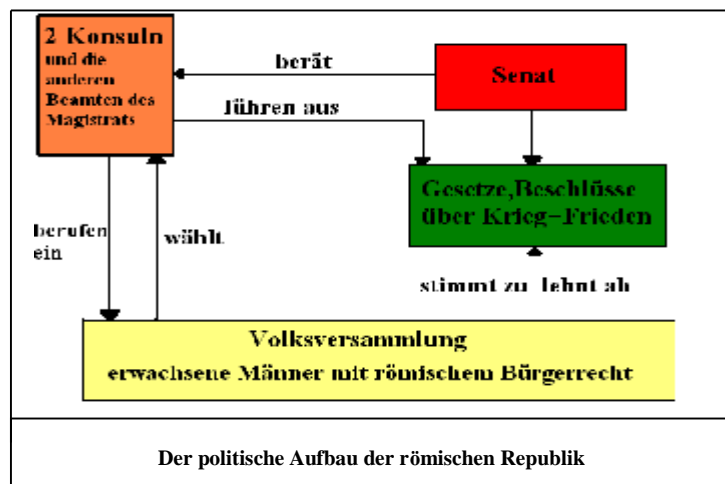 2 Konsuln
und die
anderen
Beamten des
Magistrats
berät
Senat
führen aus
Gesetze,Beschlüsse
über Krieg-Frieden
berufen
ein
wählt
stimmt zu lehnt ab
Volksversammlung
erwachsene Männer mit römischem Bürgerrecht
Der politische Aufbau der römischen Republik